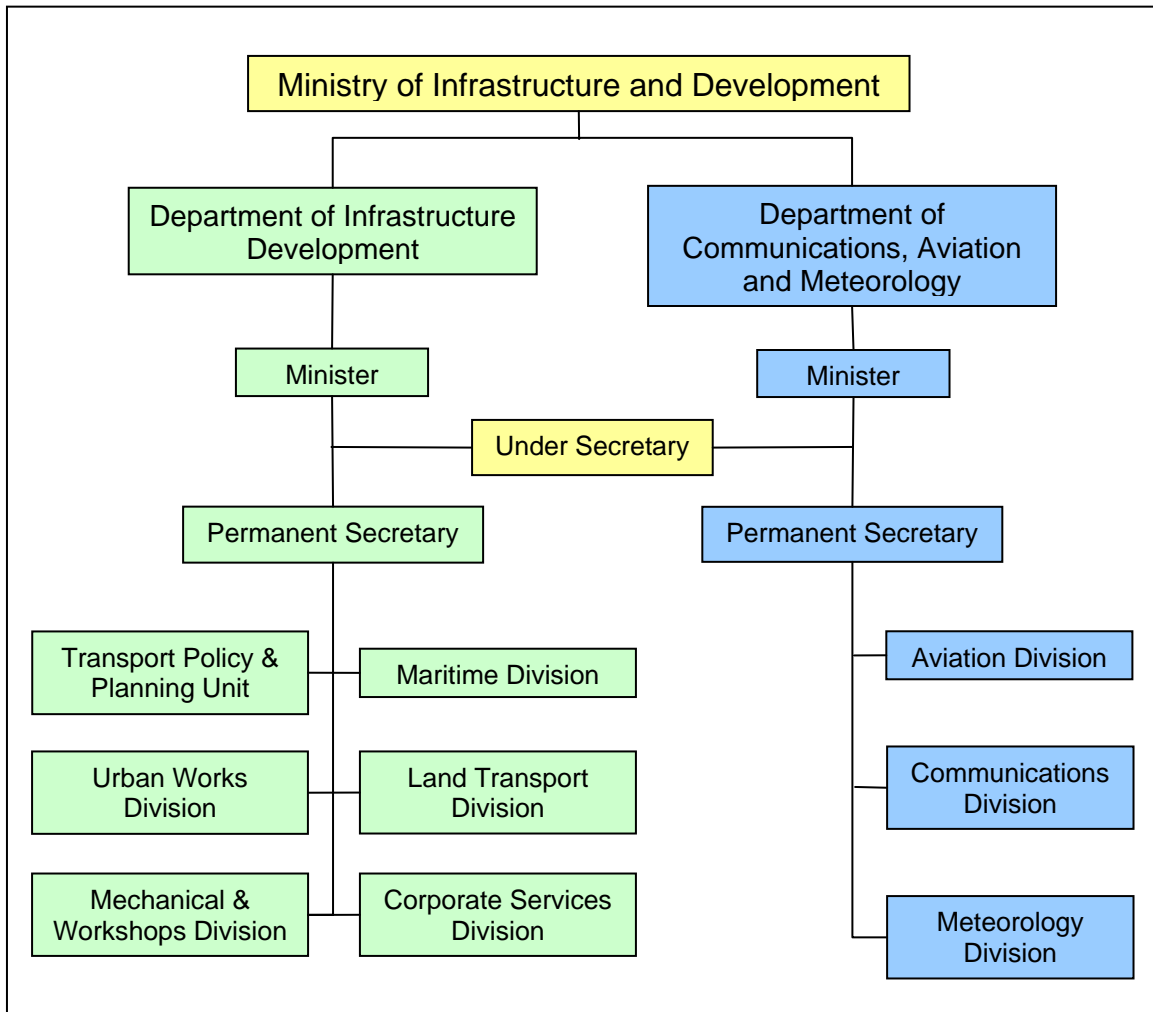 Ministry of Infrastructure and Development
Department of Infrastructure
Development
Department of
Communications, Aviation
and Meteorology
Minister
Minister
Under Secretary
Permanent Secretary
Permanent Secretary
Transport Policy &
Planning Unit
Maritime Division
Aviation Division
Urban Works
Division
Land Transport
Division
Communications
Division
Mechanical &
Workshops Division
Corporate Services
Division
Meteorology
Division